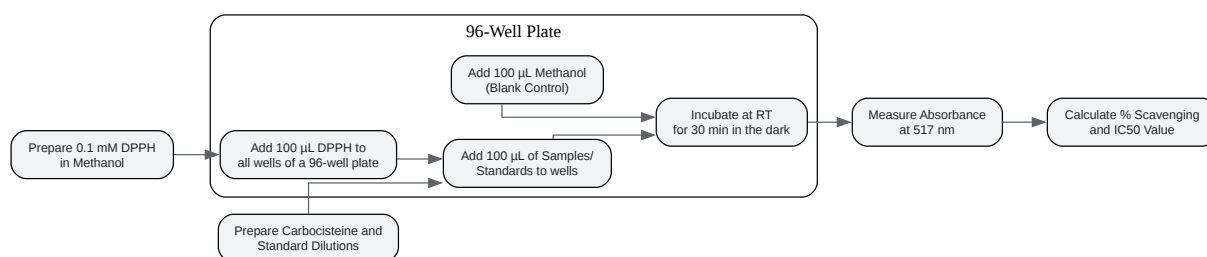 96-Well Plate
Prepare 0.1 mM DPPH
in Methanol
Add 100 µL DPPH to
all wells of a 96-well plate
Prepare Carbocisteine and
Standard Dilutions
Add 100 µL Methanol
(Blank Control)
Add 100 µL of Samples/
Standards to wells
Incubate at RT
for 30 min in the dark
Measure Absorbance
at 517 nm
Calculate % Scavenging
and IC50 Value